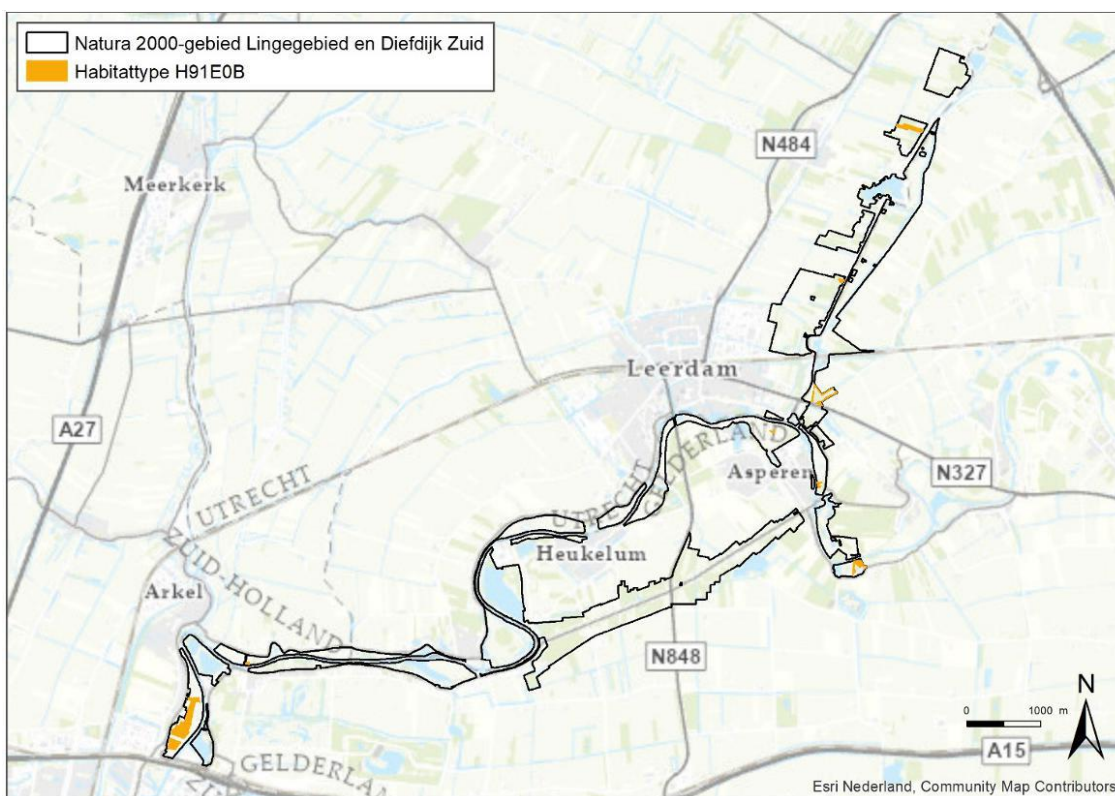 Natura 2000-gebied Lingegebied en Diefdijk Zuid
Habitattype H91E0B
Meerkerk
N484
Leerdam
A27
UTRECHT
GELDERLAND
Asperen
N327
UTRECHT
Heukelum
ZUID-HOLLAND
Arkel
N848
N
0 1000 m
A15
GELDERLAN
Esri Nederland, Community Map Contributors